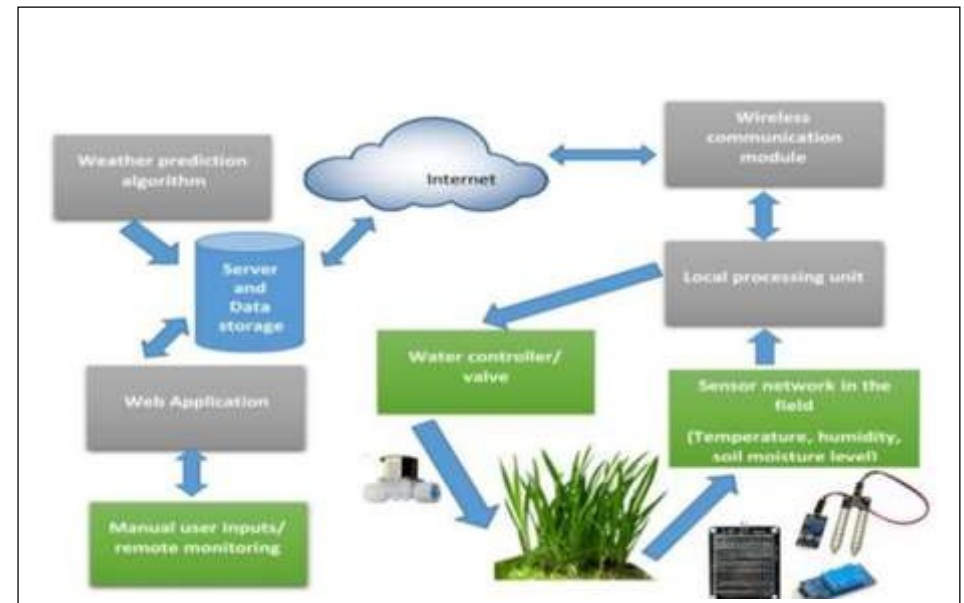 Weather prediction
algorithm
Internet
Wireless
communication
module
Server
and
Data
storage
Local processing unit
Water controller/
valve
Web Application
Sensor network in the
field
(Temperature, humidity,
soil moisture level)
Manual user Inputs/
remote monitoring